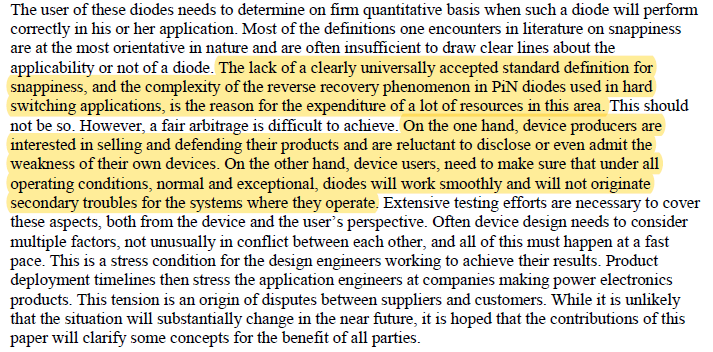 The user of these diodes needs to determine on firm quantitative basis when such a diode will perform
correctly in his or her application. Most of the definitions one encounters in literature on snappiness
are at the most orientative in nature and are often insufficient to draw clear lines about the
applicability or not of a diode. The lack of a clearly universally accepted standard definition for
snappiness, and the complexity of the reverse recovery phenomenon in PiN diodes used in hard
switching applications, is the reason for the expenditure of a lot of resources in this area. This should
not be so. However, a fair arbitrage is difficult to achieve. On the one hand, device producers are
interested in selling and defending their products and are reluctant to disclose or even admit the
weakness of their own devices. On the other hand, device users, need to make sure that under all
operating conditions, normal and exceptional, diodes will work smoothly and will not originate
secondary troubles for the systems where they operate. Extensive testing efforts are necessary to cover
these aspects, both from the device and the user's perspective. Often device design needs to consider
multiple factors, not unusually in conflict between each other, and all of this must happen at a fast
pace. This is a stress condition for the design engineers working to achieve their results. Product
deployment timelines then stress the application engineers at companies making power electronics
products. This tension is an origin of disputes between suppliers and customers. While it is unlikely
that the situation will substantially change in the near future, it is hoped that the contributions of this
paper will clarify some concepts for the benefit of all parties.